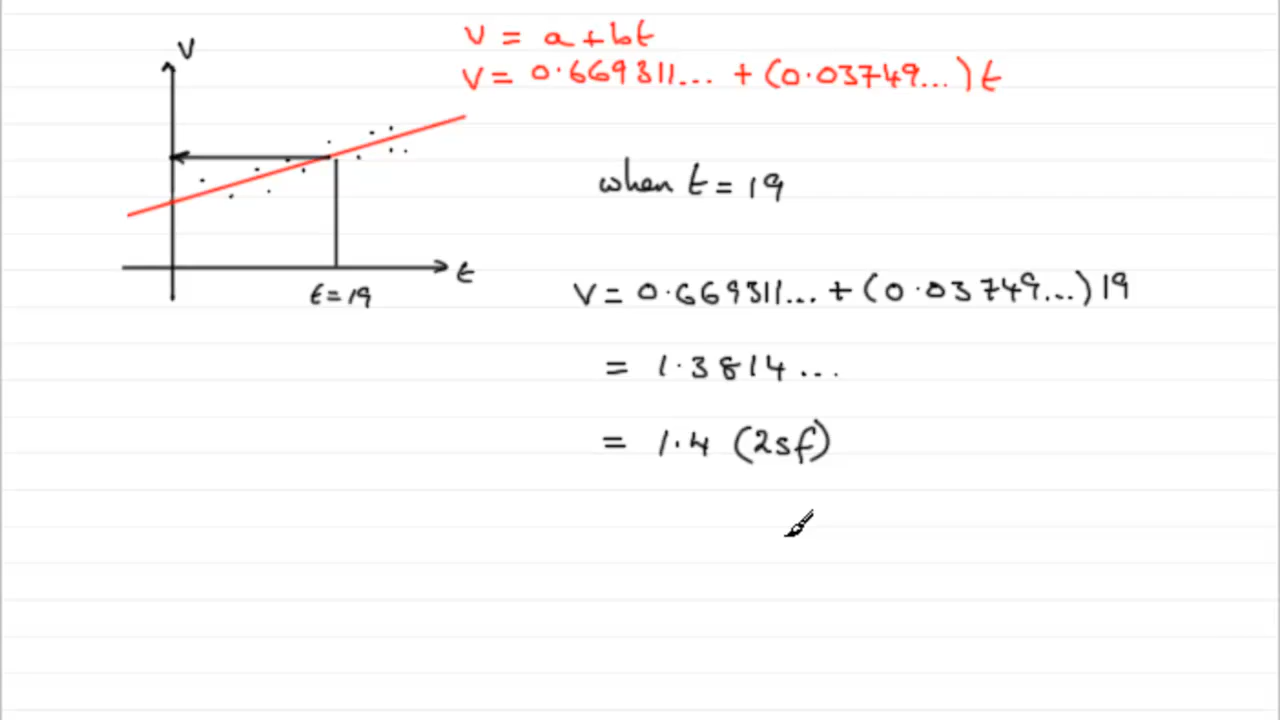 V
V = a + bt
V = 0.669311... + (0.03749...) t
when t = 19
t
t = 19
V = 0.669311... + (0.03749...) 19
= 1.3814...
= 1.4 (2sf)